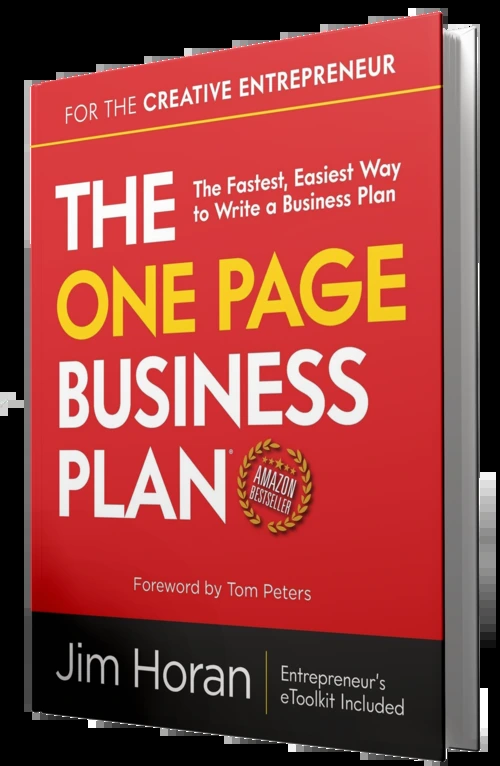 FOR THE CREATIVE ENTREPRENEUR
THE
The Fastest, Easiest Way
to Write a Business Plan
ONE PAGE
BUSINESS
PLAN®
AMAZON
BESTSELLER
Foreword by Tom Peters
Jim Horan
Entrepreneur's
eToolkit Included